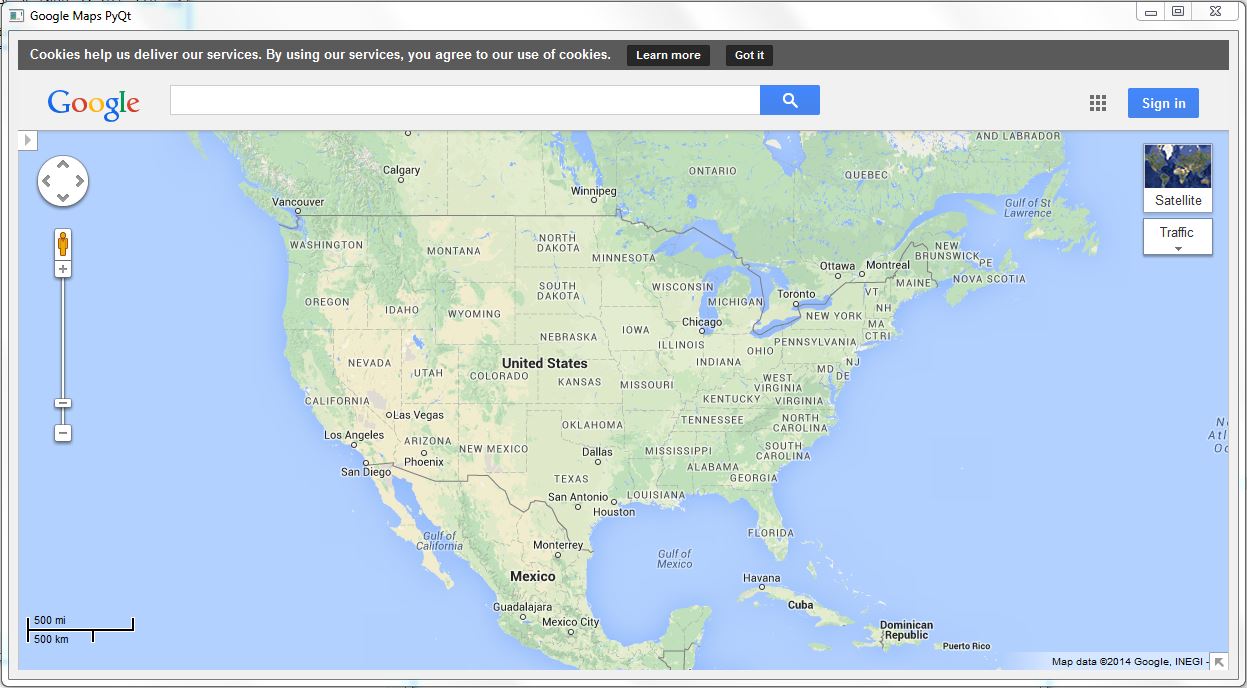 Google Maps PyQt
Cookies help us deliver our services. By using our services, you agree to our use of cookies. Learn more Got it
Google
Sign in
Satellite
Traffic
AND LABRADOR
Calgary
ONTARIO
QUEBEC
Winnipeg
Vancouver
Gulf of St
Lawrence
WASHINGTON
MONTANA
NORTH
DAKOTA
MINNESOTA
Ottawa
Montreal
NEW
BRUNSWICK
PE
NOVA SCOTIA
MAINE
OREGON
IDAHO
WYOMING
SOUTH
DAKOTA
WISCONSIN
MICHIGAN
Toronto
VT
NH
NEW YORK
MA
CT RI
Chicago
IOWA
NEBRASKA
ILLINOIS
INDIANA
OHIO
PENNSYLVANIA
NJ
MD
DE
NEVADA
UTAH
COLORADO
United States
KANSAS
MISSOURI
WEST
VIRGINIA
KENTUCKY
VIRGINIA
CALIFORNIA
Las Vegas
Los Angeles
ARIZONA
NEW MEXICO
OKLAHOMA
TENNESSEE
NORTH
CAROLINA
San Diego
Phoenix
Dallas
MISSISSIPPI
ALABAMA
SOUTH
CAROLINA
GEORGIA
TEXAS
San Antonio
Houston
LOUISIANA
FLORIDA
Gulf of
California
Gulf of
Mexico
Monterrey
Mexico
Havana
Cuba
Guadalajara
Mexico City
Dominican
Republic
Puerto Rico
500 mi
500 km
Map data ©2014 Google, INEGI -